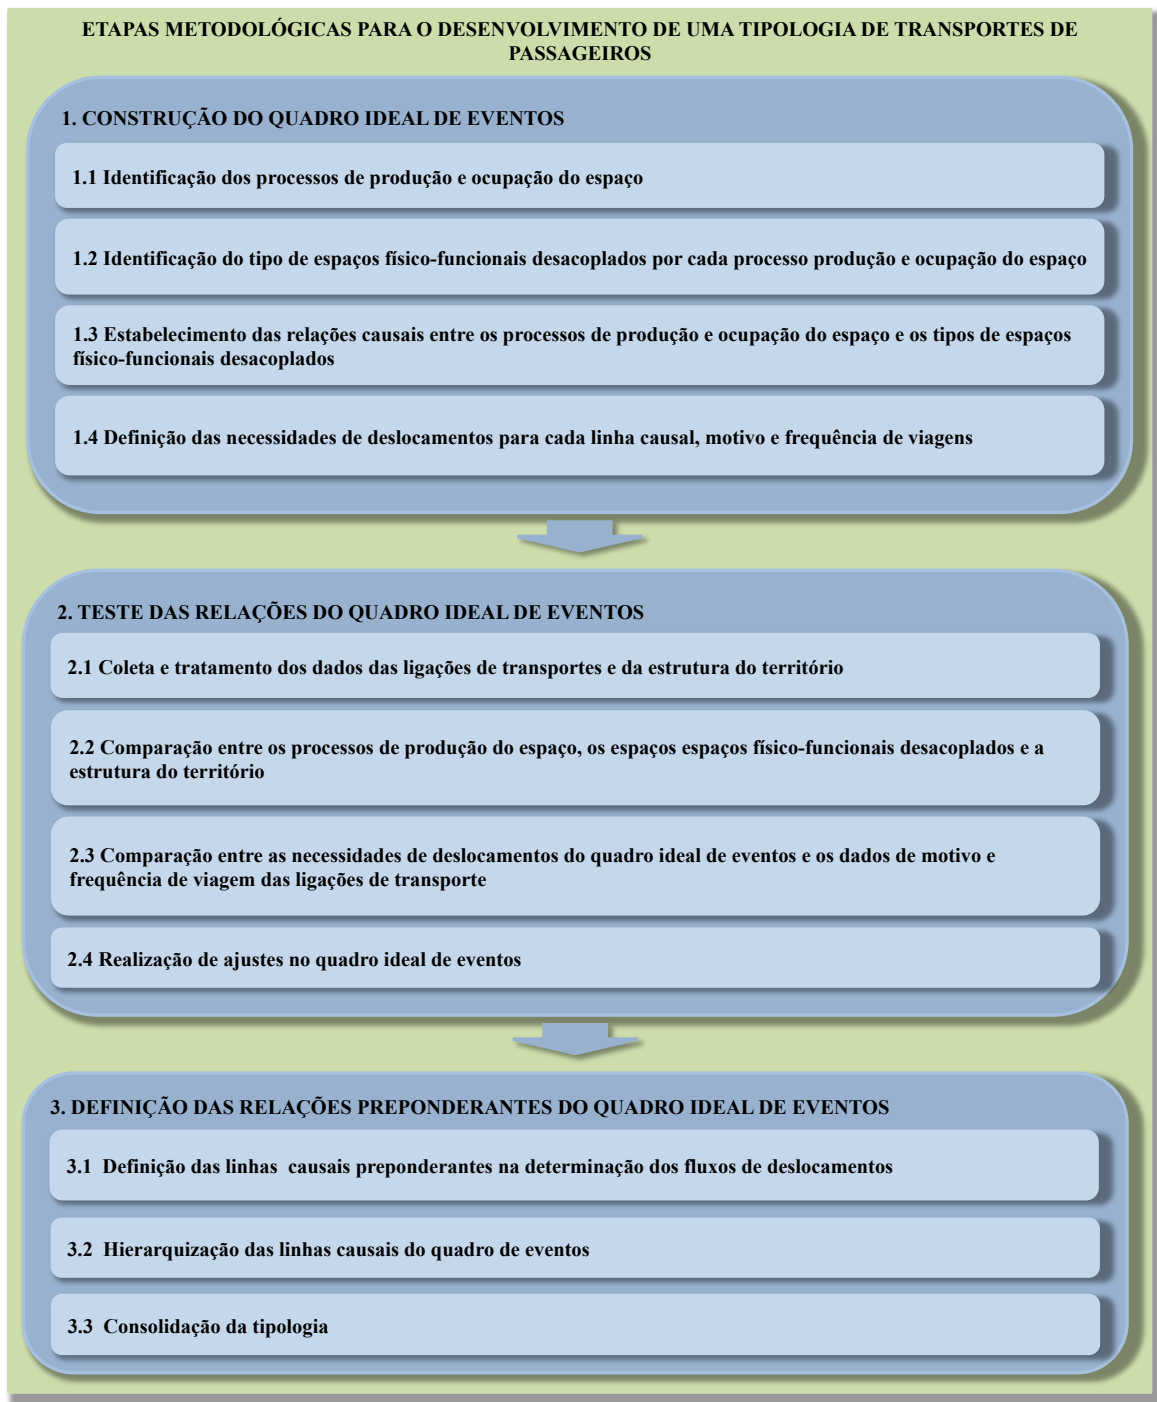 ETAPAS METODOLÓGICAS PARA O DESENVOLVIMENTO DE UMA TIPOLOGIA DE TRANSPORTES DE
PASSAGEIROS
1. CONSTRUÇÃO DO QUADRO IDEAL DE EVENTOS
1.1 Identificação dos processos de produção e ocupação do espaço
1.2 Identificação do tipo de espaços físico-funcionais desacoplados por cada processo produção e ocupação do espaço
1.3 Estabelecimento das relações causais entre os processos de produção e ocupação do espaço e os tipos de espaços
físico-funcionais desacoplados
1.4 Definição das necessidades de deslocamentos para cada linha causal, motivo e frequência de viagens
2. TESTE DAS RELAÇÕES DO QUADRO IDEAL DE EVENTOS
2.1 Coleta e tratamento dos dados das ligações de transportes e da estrutura do território
2.2 Comparação entre os processos de produção do espaço, os espaços espaços físico-funcionais desacoplados e a
estrutura do território
2.3 Comparação entre as necessidades de deslocamentos do quadro ideal de eventos e os dados de motivo e
frequência de viagem das ligações de transporte
2.4 Realização de ajustes no quadro ideal de eventos
3. DEFINIÇÃO DAS RELAÇÕES PREPONDERANTES DO QUADRO IDEAL DE EVENTOS
3.1 Definição das linhas causais preponderantes na determinação dos fluxos de deslocamentos
3.2 Hierarquização das linhas causais do quadro de eventos
3.3 Consolidação da tipologia